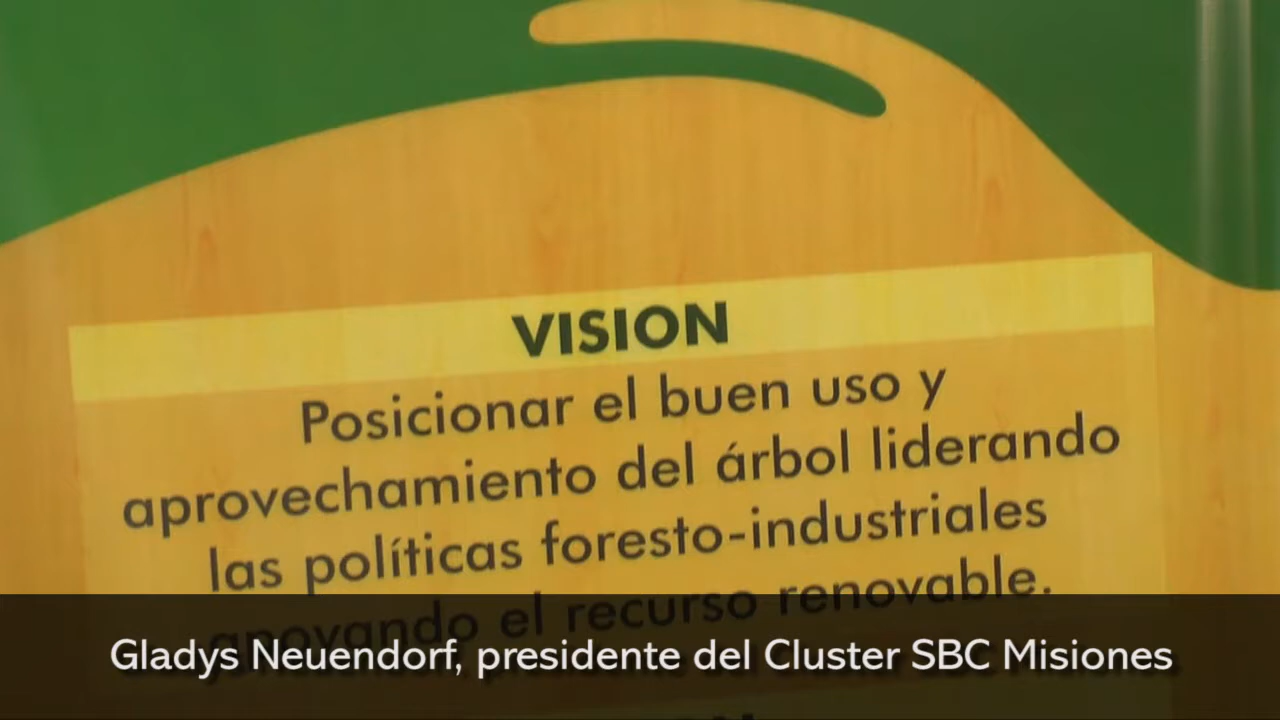 VISION
Posicionar el buen uso y
aprovechamiento del árbol liderando
las políticas foresto-industriales
apoyando el recurso renovable.
Gladys Neuendorf, presidente del Cluster SBC Misiones